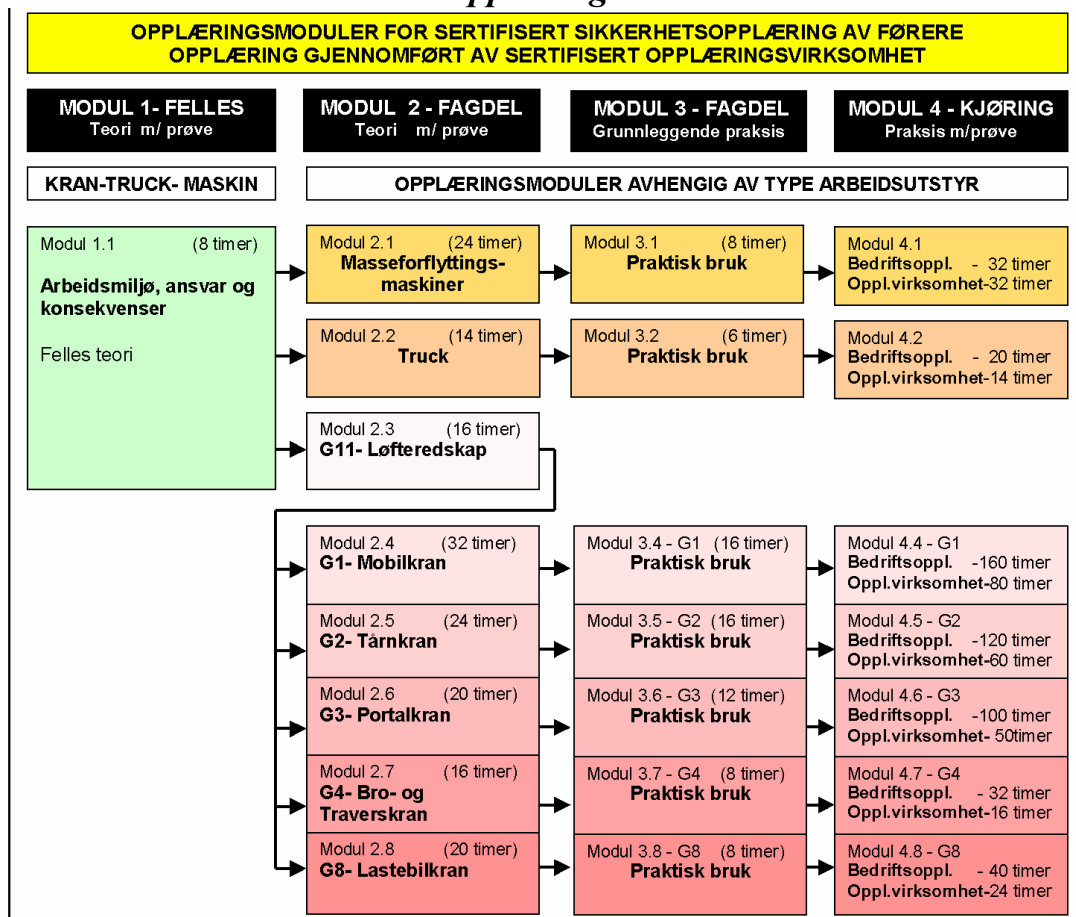 OPPLÆRINGSMODULER FOR SERTIFISERT SIKKERHETSOPPLÆRING AV FØRERE
OPPLÆRING GJENNOMFØRT AV SERTIFISERT OPPLÆRINGSVIRKSOMHET
MODUL 1- FELLES
Teori m/ prøve
MODUL 2 - FAGDEL
Teori m/ prøve
MODUL 3 - FAGDEL
Grunnleggende praksis
MODUL 4 - KJØRING
Praksis m/prøve
KRAN-TRUCK- MASKIN
OPPLÆRINGSMODULER AVHENGIG AV TYPE ARBEIDSUTSTYR
Modul 1.1 (8 timer)
Arbeidsmiljø, ansvar og
konsekvenser
Felles teori
Modul 2.1 (24 timer)
Masseforflyttings-
maskiner
Modul 3.1 (8 timer)
Praktisk bruk
Modul 4.1
Bedriftsoppl. - 32 timer
Oppl.virksomhet-32 timer
Modul 2.2 (14 timer)
Truck
Modul 3.2 (6 timer)
Praktisk bruk
Modul 4.2
Bedriftsoppl. - 20 timer
Oppl.virksomhet-14 timer
Modul 2.3 (16 timer)
G11- Løfteredskap
Modul 2.4 (32 timer)
G1- Mobilkran
Modul 3.4 - G1 (16 timer)
Praktisk bruk
Modul 4.4 - G1
Bedriftsoppl. -160 timer
Oppl.virksomhet-80 timer
Modul 2.5 (24 timer)
G2- Tårnkran
Modul 3.5 - G2 (16 timer)
Praktisk bruk
Modul 4.5 - G2
Bedriftsoppl. -120 timer
Oppl.virksomhet-60 timer
Modul 2.6 (20 timer)
G3- Portalkran
Modul 3.6 - G3 (12 timer)
Praktisk bruk
Modul 4.6 - G3
Bedriftsoppl. -100 timer
Oppl.virksomhet- 50timer
Modul 2.7 (16 timer)
G4- Bro- og
Traverskran
Modul 3.7 - G4 (8 timer)
Praktisk bruk
Modul 4.7 - G4
Bedriftsoppl. - 32 timer
Oppl.virksomhet-16 timer
Modul 2.8 (20 timer)
G8- Lastebilkran
Modul 3.8 - G8 (8 timer)
Praktisk bruk
Modul 4.8 - G8
Bedriftsoppl. - 40 timer
Oppl.virksomhet-24 timer